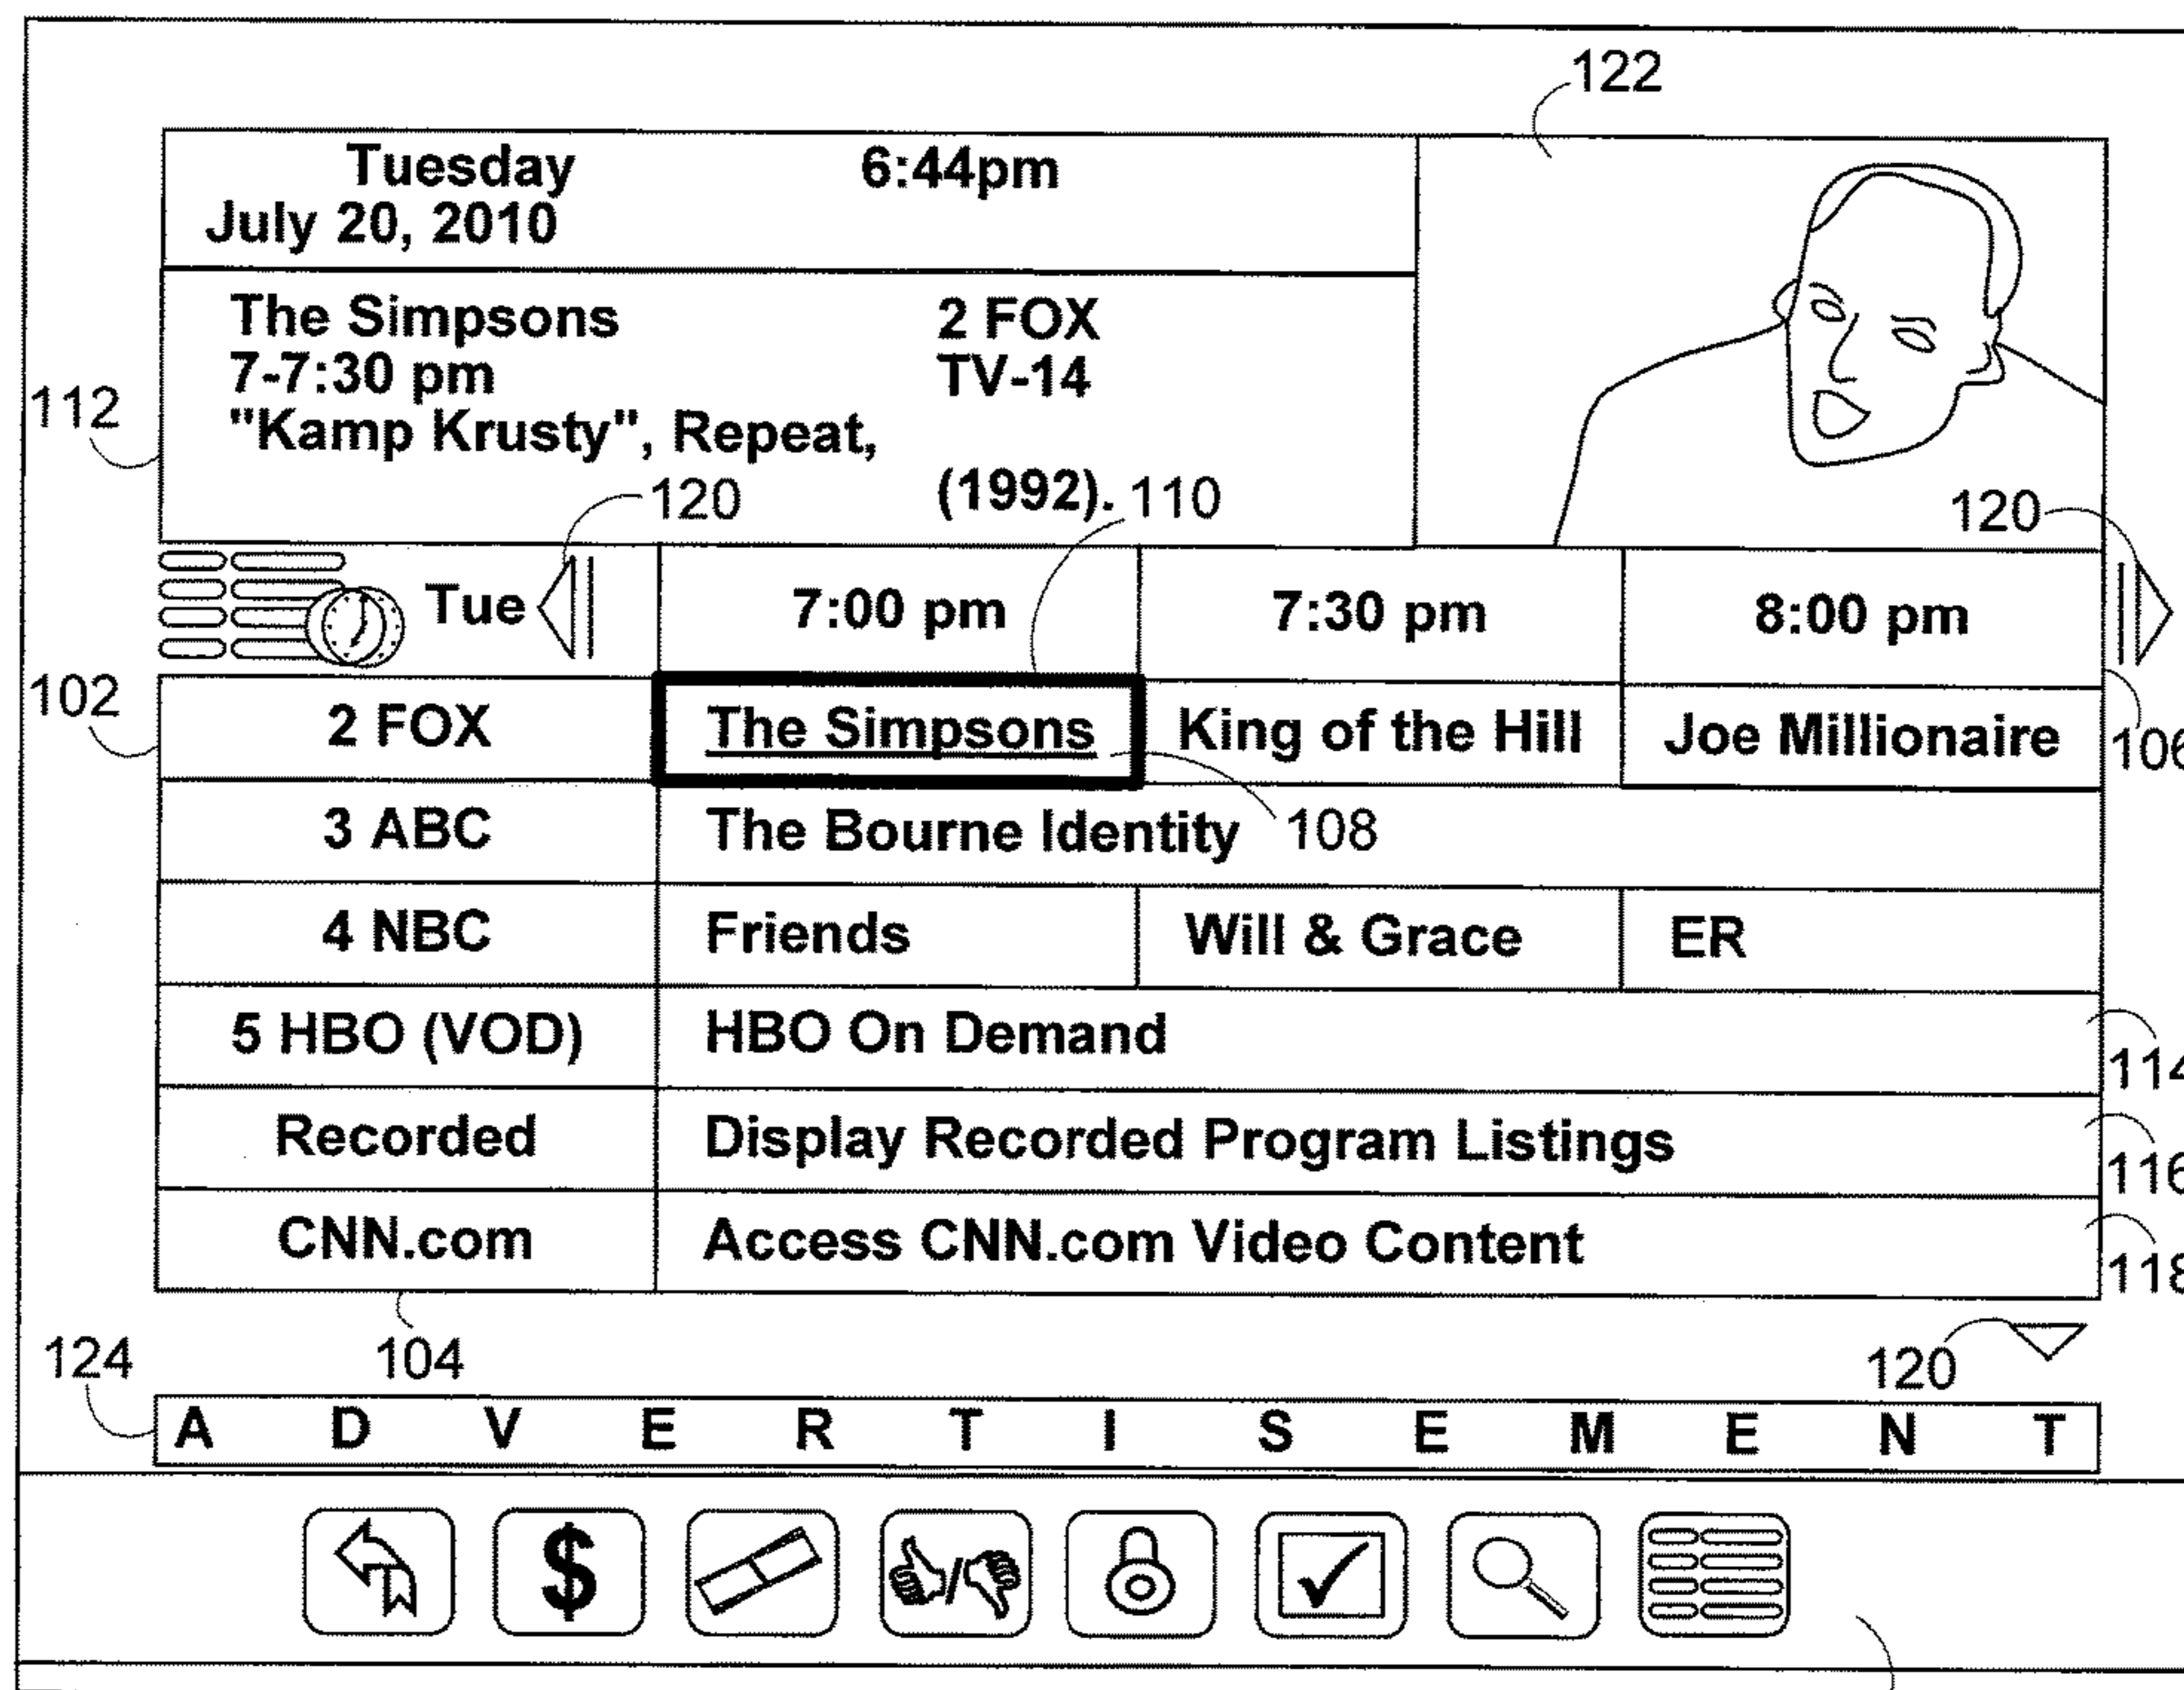 122
Tuesday 6:44pm
July 20, 2010
The Simpsons 2 FOX
7-7:30 pm TV-14
112
"Kamp Krusty", Repeat,
120 (1992). 110 120
Tue 7:00 pm 7:30 pm 8:00 pm
102
2 FOX The Simpsons King of the Hill Joe Millionaire 106
3 ABC The Bourne Identity 108
4 NBC Friends Will & Grace ER
5 HBO (VOD) HBO On Demand
114
Recorded Display Recorded Program Listings
116
CNN.com Access CNN.com Video Content
118
124 104 120
A D V E R T I S E M E N T
$ /